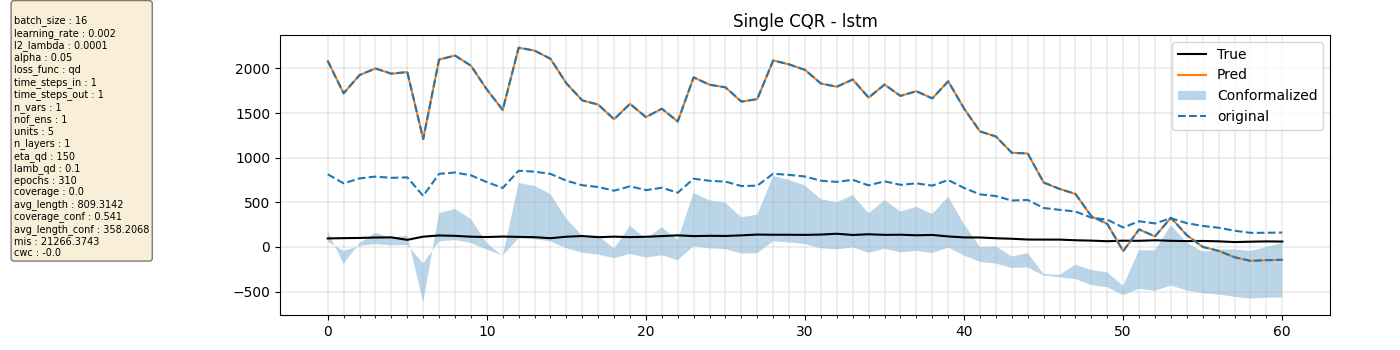 batch_size : 16
learning_rate : 0.002
l2_lambda : 0.0001
alpha : 0.05
loss_func : qd
time_steps_in : 1
time_steps_out : 1
n_vars : 1
nof_ens : 1
units : 5
n_layers : 1
eta_qd : 150
lamb_qd : 0.1
epochs : 310
coverage : 0.0
avg_length : 809.3142
coverage_conf : 0.541
avg_length_conf : 358.2068
mis : 21266.3743
cwc : -0.0
Single CQR - lstm
2000
1500
1000
500
0
−500
0 10 20 30 40 50 60
True
Pred
Conformalized
original